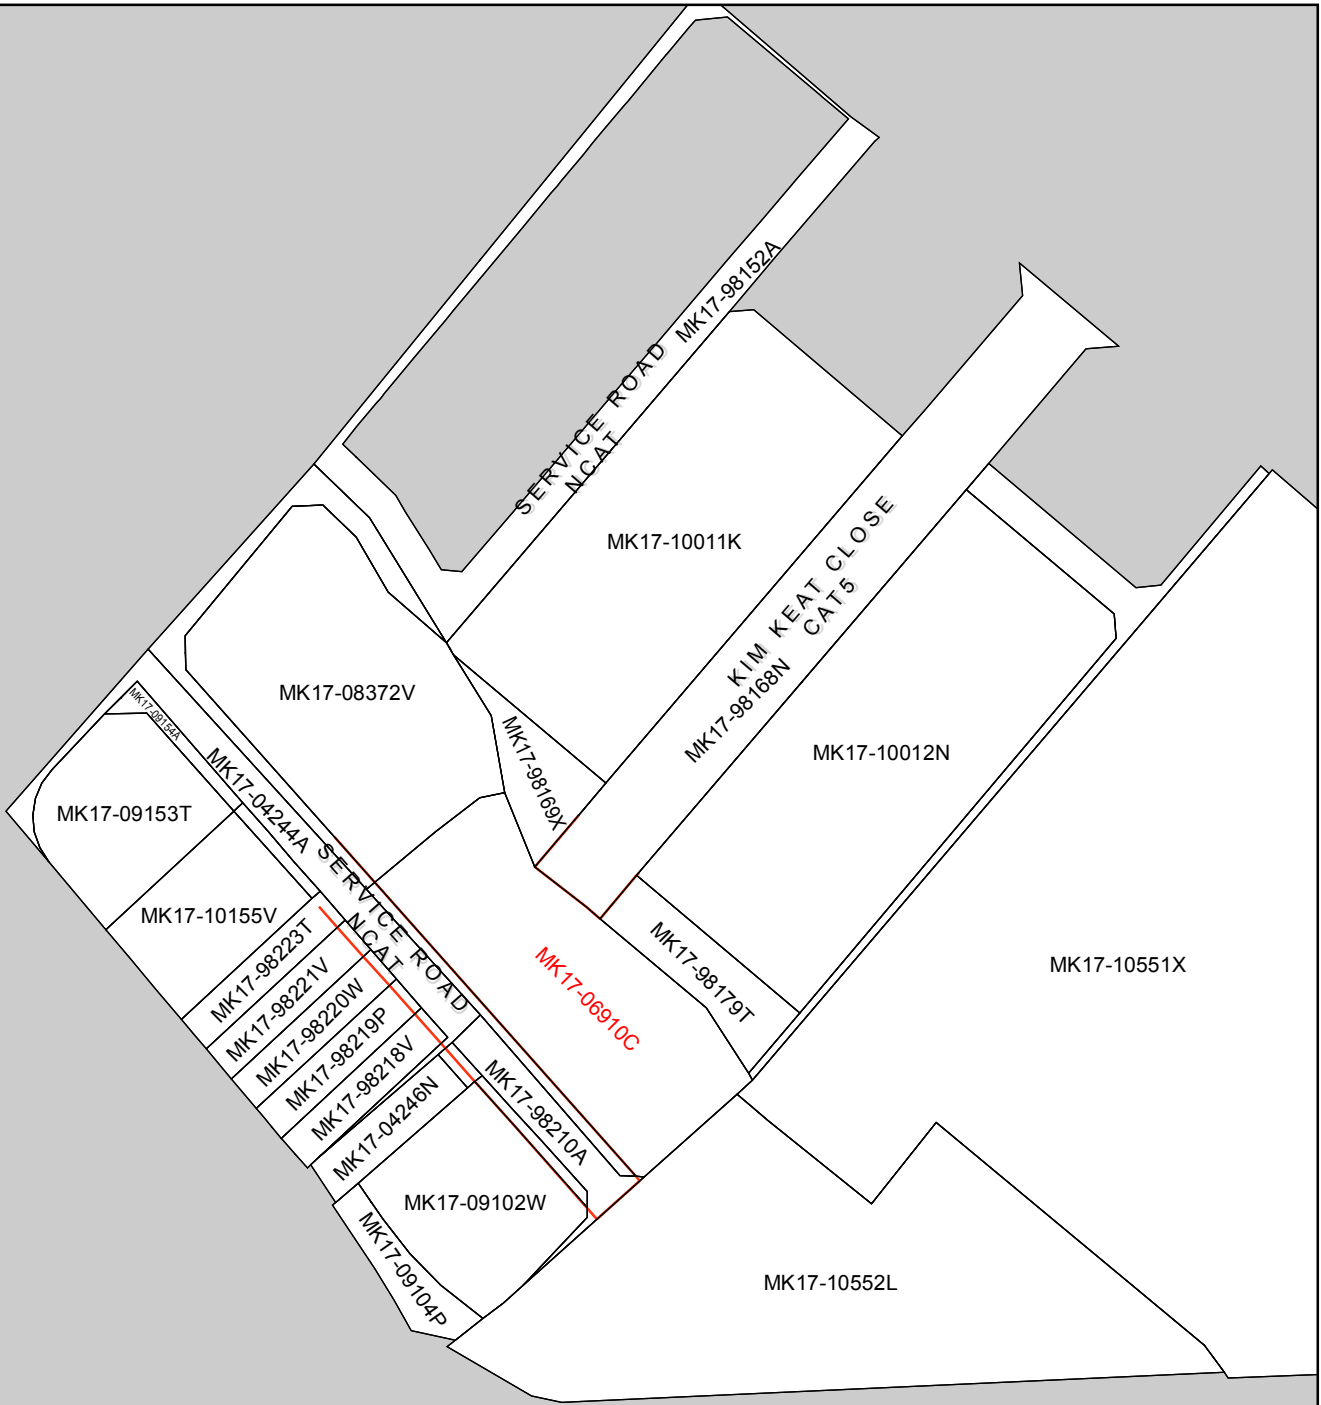 MK17-98152A
SERVICE ROAD
NCAT
MK17-10011K
KIM KEAT CLOSE
CAT5
MK17-98168N
MK17-08372V
MK17-09154A
MK17-98169X
MK17-10012N
MK17-04244A
MK17-09153T
SERVICE ROAD
NCAT
MK17-10155V
MK17-98223T
MK17-98221V
MK17-98220W
MK17-98219P
MK17-98218V
MK17-04246N
MK17-06910C
MK17-98179T
MK17-10551X
MK17-98210A
MK17-09102W
MK17-09104P
MK17-10552L